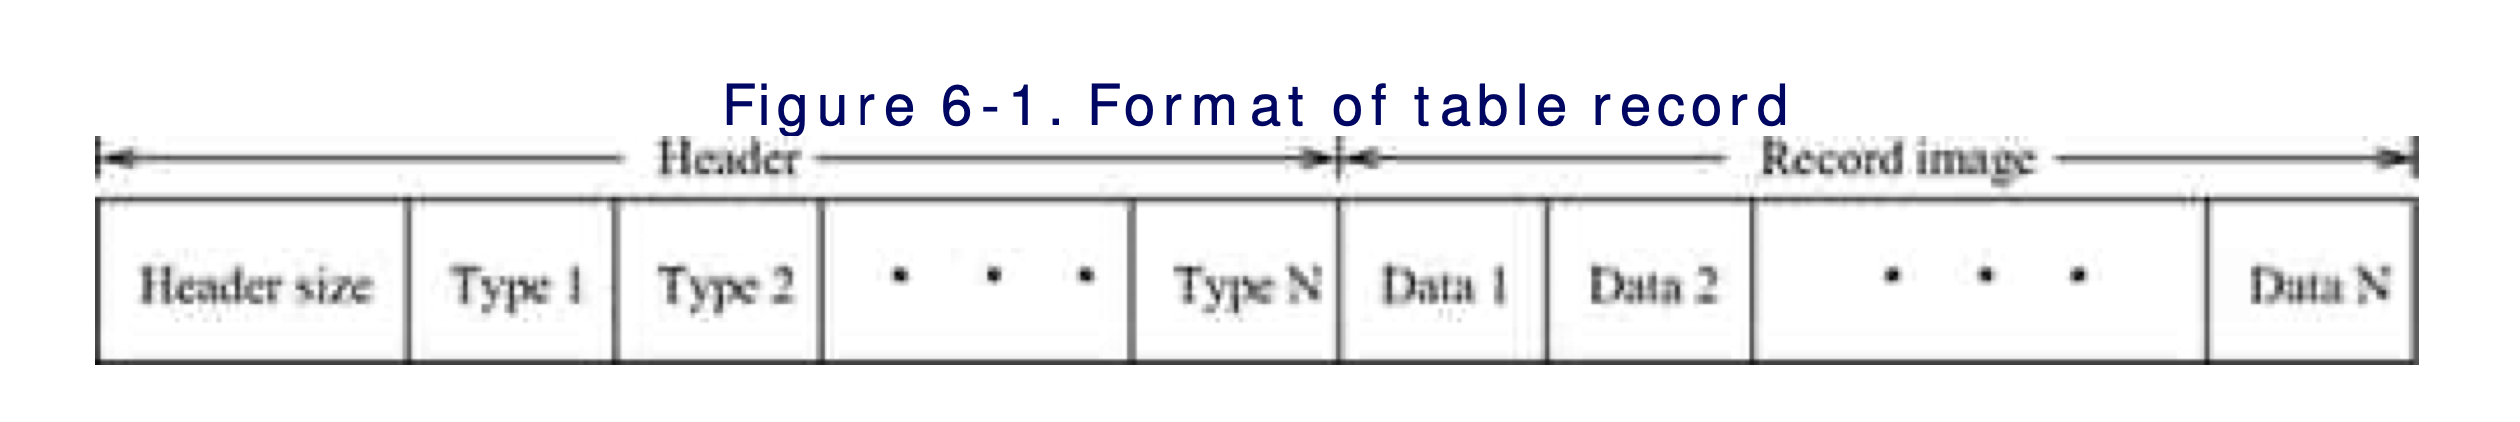 Figure 6-1. Format of table record
Header Record image
Header size Type 1 Type 2 • • • Type N Data 1 Data 2 • • • Data N